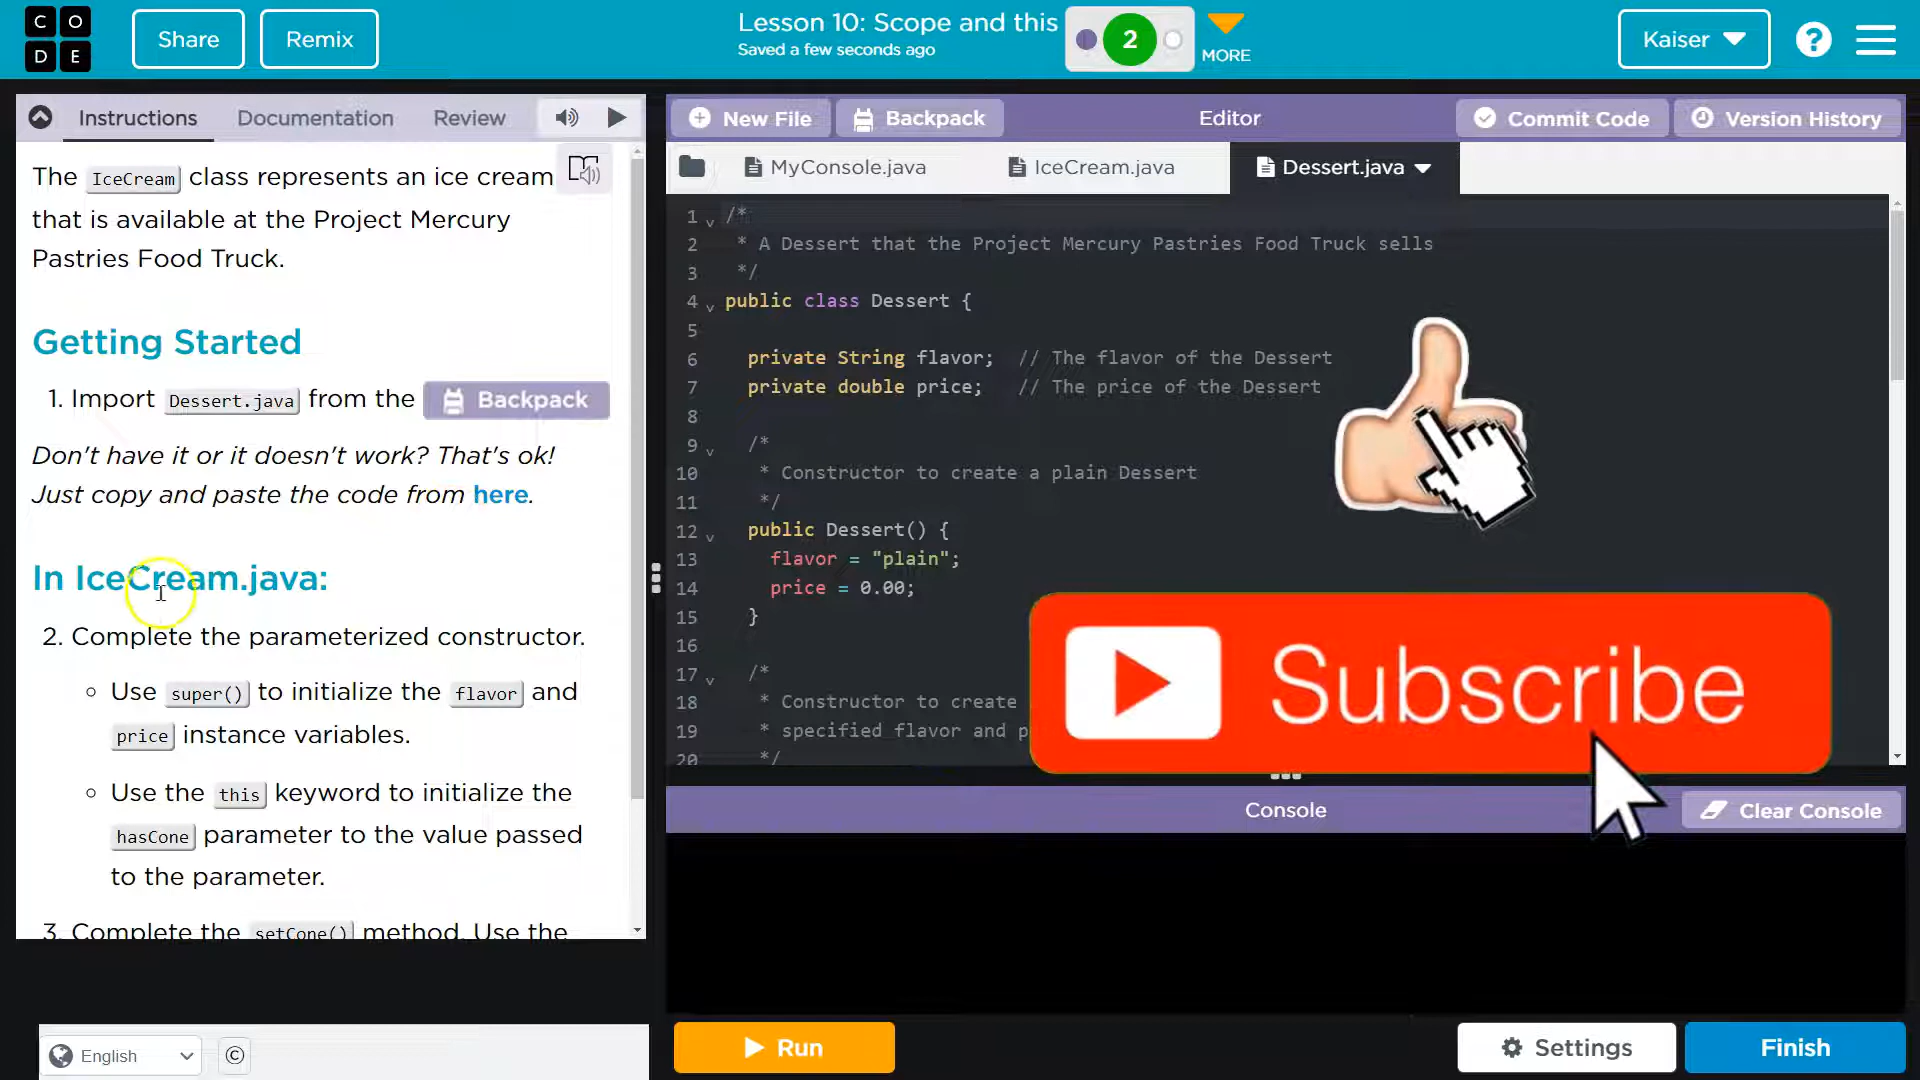 C O
D E
Share
Remix
Lesson 10: Scope and this
Saved a few seconds ago
2
MORE
Kaiser
?
Instructions
Documentation
Review
The IceCream class represents an ice cream
that is available at the Project Mercury
Pastries Food Truck.
Getting Started
1. Import Dessert.java from the Backpack
Don't have it or it doesn't work? That's ok!
Just copy and paste the code from here.
In IceCream.java:
2. Complete the parameterized constructor.
Use super() to initialize the flavor and
price instance variables.
Use the this keyword to initialize the
hasCone parameter to the value passed
to the parameter.
3. Complete the setCone() method. Use the
English
©
New File
Backpack
Editor
Commit Code
Version History
MyConsole.java
IceCream.java
Dessert.java
1 /*
2 * A Dessert that the Project Mercury Pastries Food Truck sells
3 */
4 public class Dessert {
5
6 private String flavor; // The flavor of the Dessert
7 private double price; // The price of the Dessert
8
9 /*
10 * Constructor to create a plain Dessert
11 */
12 public Dessert() {
13 flavor = "plain";
14 price = 0.00;
15 }
16
17 /*
18 * Constructor to create
19 * specified flavor and
20 */
Subscribe
Console
Clear Console
Run
Settings
Finish